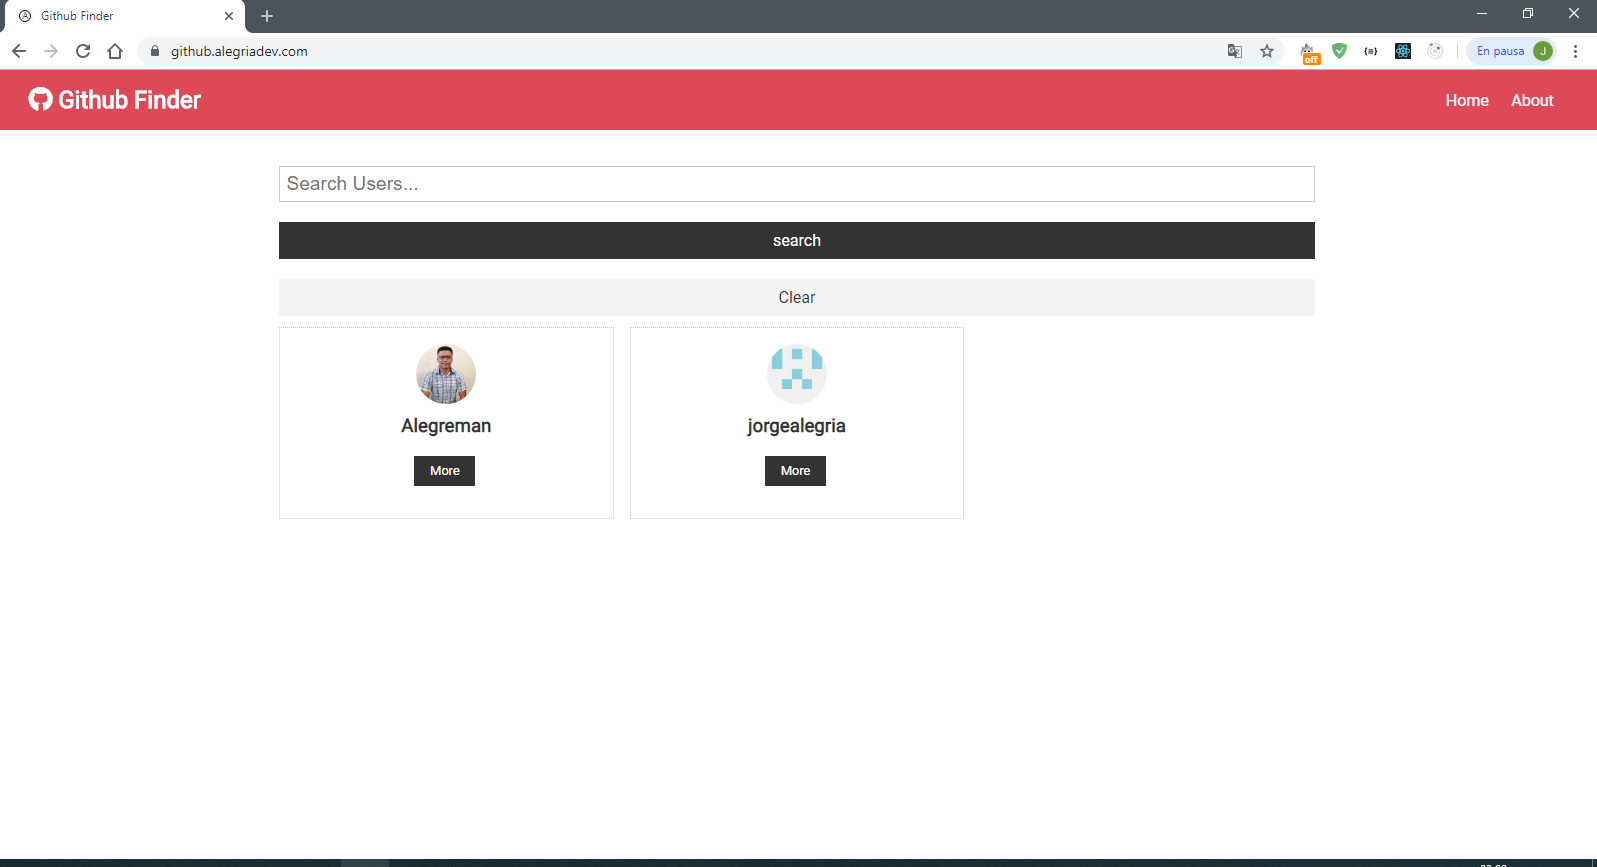 Github Finder
github.alegriadev.com
off
En pausa
J
Github Finder
Home
About
Search Users...
search
Clear
Alegreman
jorgealegria
More
More